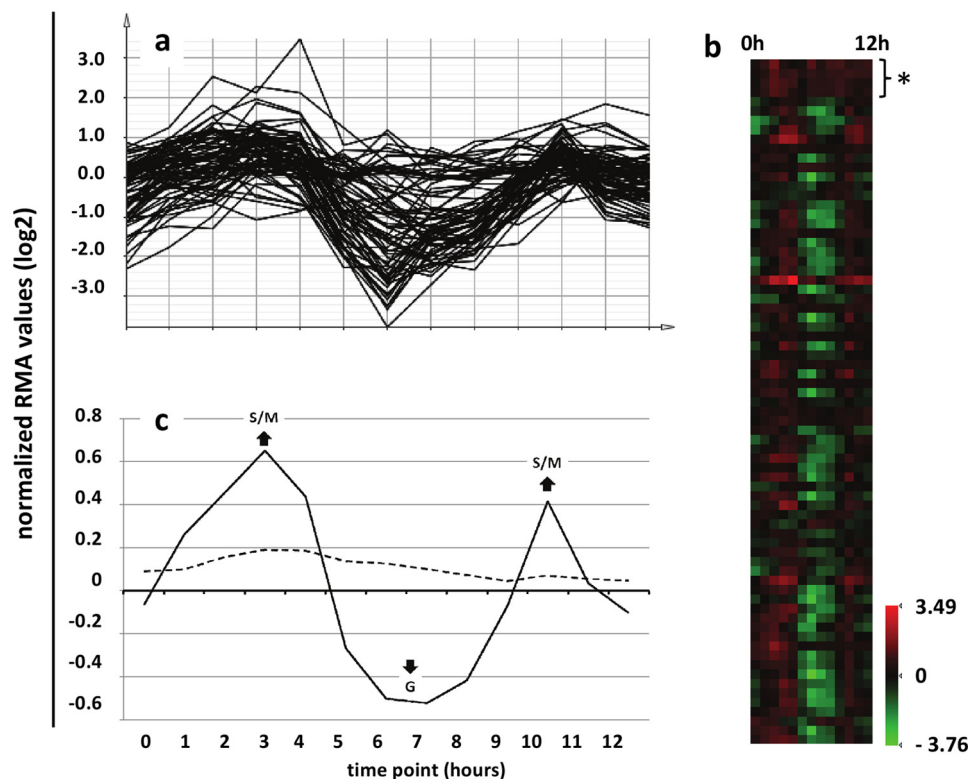 normalized RMA values (log2)
a
3.0
2.0
1.0
0.0
-1.0
-2.0
-3.0
b
0h 12h
*
3.49
0
- 3.76
c
0.8
0.6
0.4
0.2
0
-0.2
-0.4
-0.6
S/M
S/M
G
0 1 2 3 4 5 6 7 8 9 10 11 12
time point (hours)